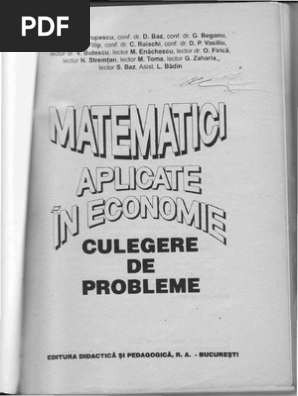 PDF
Popescu, conf. dr. D. Baz, conf. dr. G. Beganu,
conf. dr. C. Raischi, conf. dr. D. P. Vasiliu,
lector M. Enăchescu, lector dr. O. Firică,
lector N. Stremțan, lector M. Toma, lector G. Zaharia,
lector S. Baz, Asist. L. Bădin
MATEMATICI
APLICATE
ÎN ECONOMIE
CULEGERE
DE
PROBLEME
EDITURA DIDACTICĂ ȘI PEDAGOGICĂ, R. A. - BUCUREȘTI